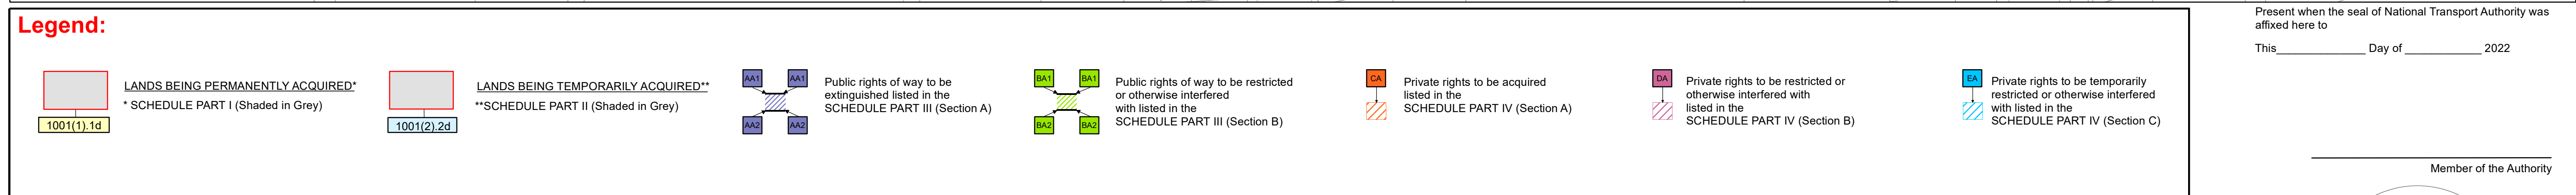 Legend:
LANDS BEING PERMANENTLY ACQUIRED*
* SCHEDULE PART I (Shaded in Grey)
1001(1).1d
LANDS BEING TEMPORARILY ACQUIRED**
**SCHEDULE PART II (Shaded in Grey)
1001(2).2d
AA1 AA1
AA2 AA2
Public rights of way to be
extinguished listed in the
SCHEDULE PART III (Section A)
BA1 BA1
BA2 BA2
Public rights of way to be restricted
or otherwise interfered
with listed in the
SCHEDULE PART III (Section B)
CA
Private rights to be acquired
listed in the
SCHEDULE PART IV (Section A)
DA
Private rights to be restricted or
otherwise interfered with
listed in the
SCHEDULE PART IV (Section B)
EA
Private rights to be temporarily
restricted or otherwise interfered
with listed in the
SCHEDULE PART IV (Section C)
Present when the seal of National Transport Authority was
affixed here to
This______________ Day of ____________ 2022
Member of the Authority